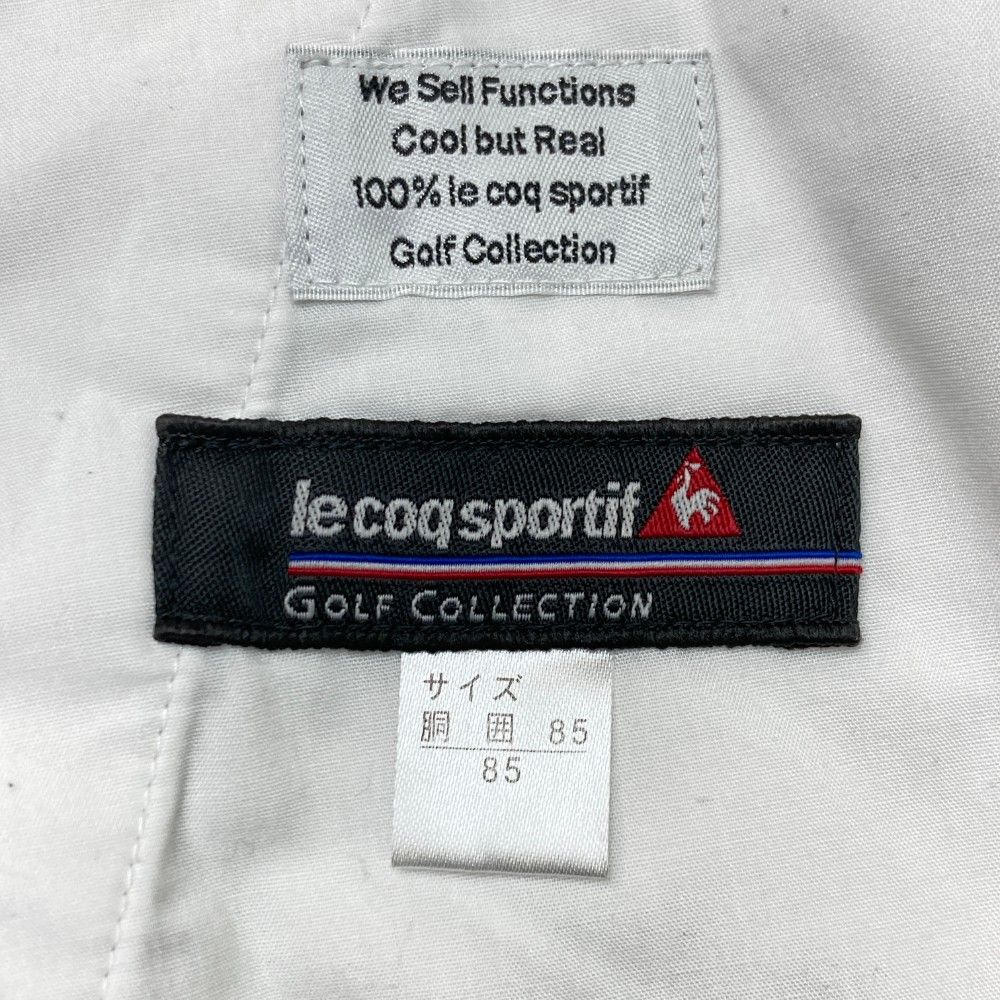 We Sell Functions
Cool but Real
100% le coq sportif
Golf Collection
le coq sportif
GOLF COLLECTION
サイズ
胴 囲 85
85